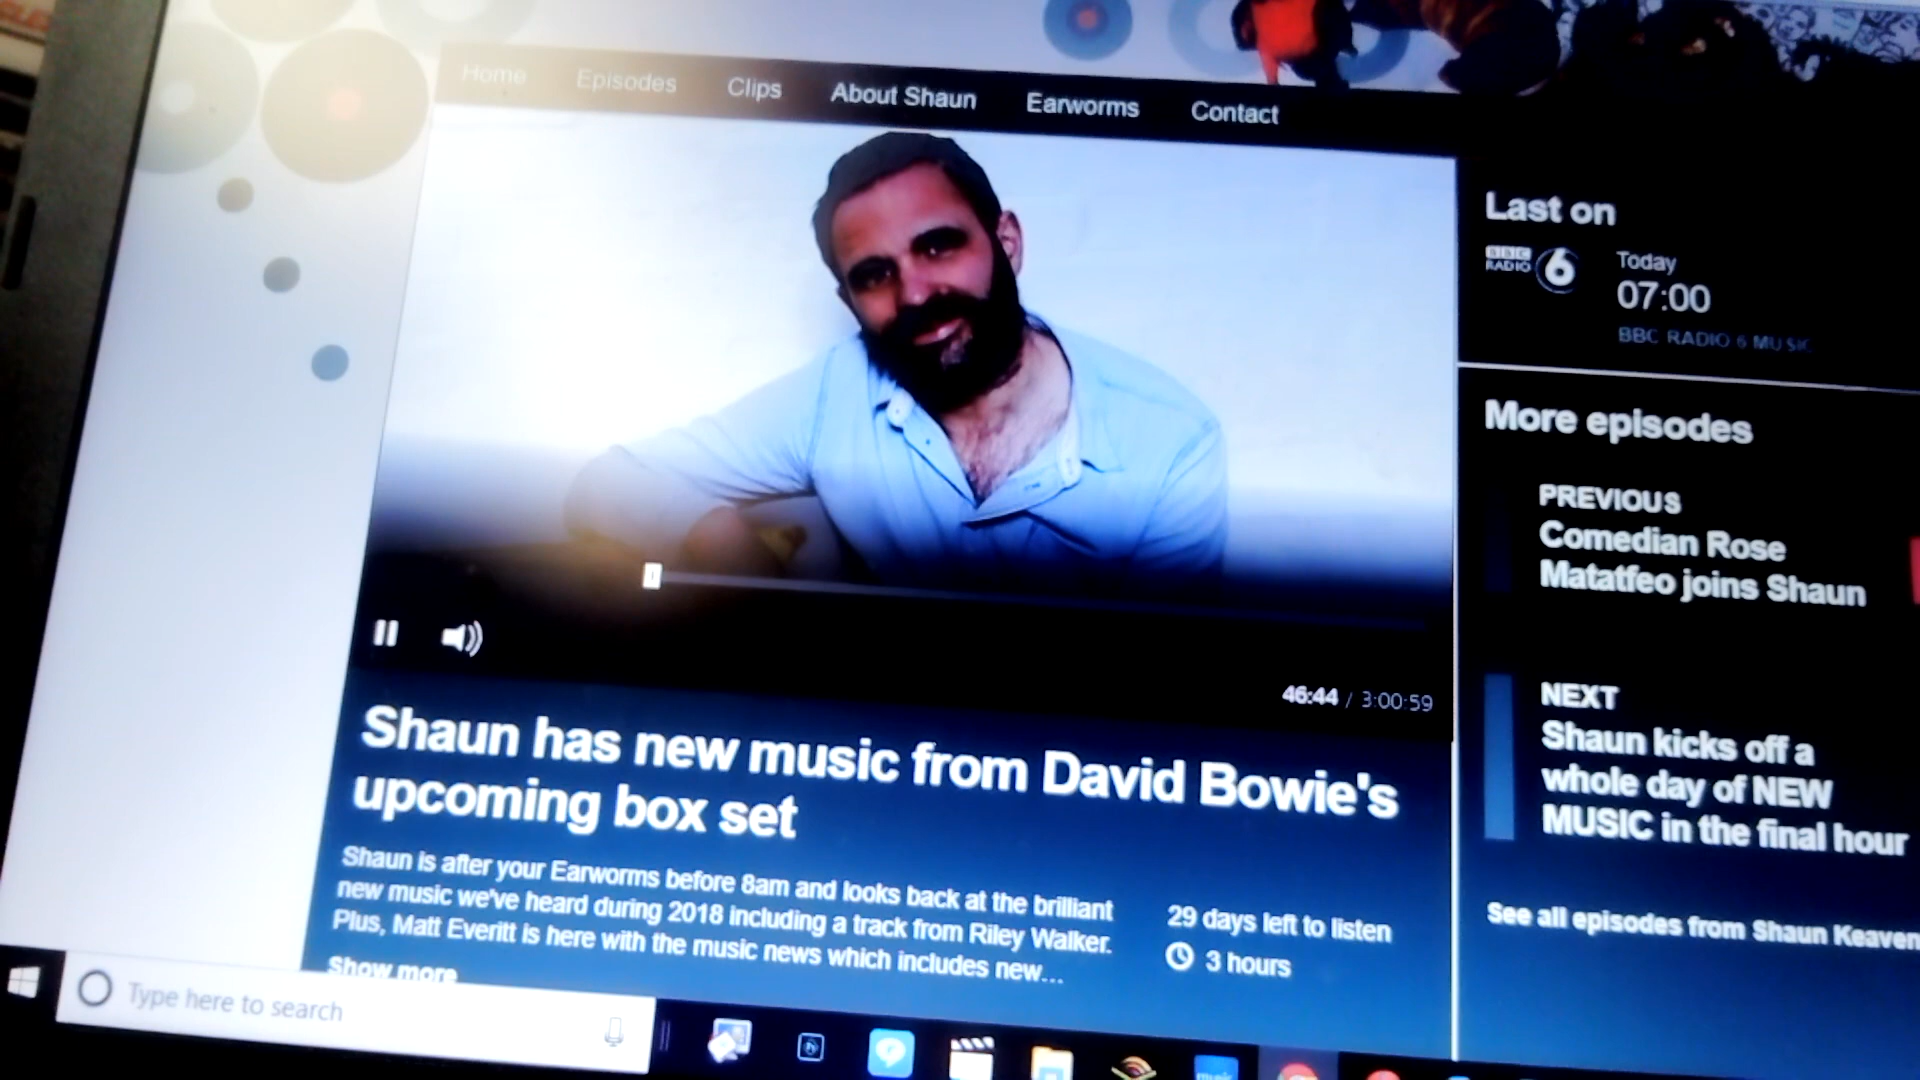 Home Episodes Clips About Shaun Earworms Contact
Last on
BBC
RADIO 6
Today
07:00
BBC RADIO 6 MUSIC
More episodes
PREVIOUS
Comedian Rose
Matatfeo joins Shaun
NEXT
Shaun kicks off a
whole day of NEW
MUSIC in the final hour
See all episodes from Shaun Keaven
46:44 / 3:00:59
Shaun has new music from David Bowie's
upcoming box set
Shaun is after your Earworms before 8am and looks back at the brilliant
new music we've heard during 2018 including a track from Riley Walker.
Plus, Matt Everitt is here with the music news which includes new...
Show more
29 days left to listen
3 hours
Type here to search
music